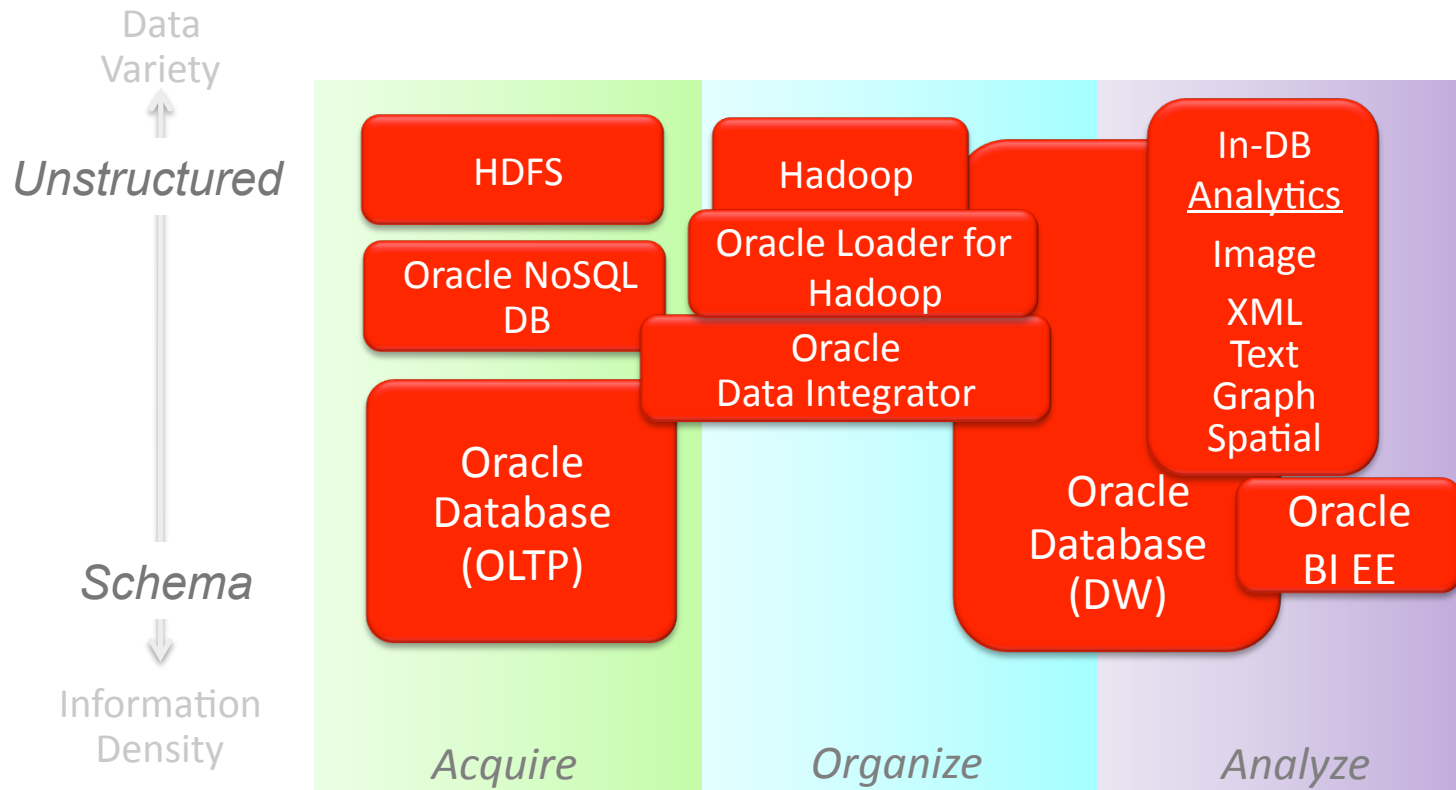 Data
Variety
Unstructured
Schema
Information
Density
HDFS
Oracle NoSQL
DB
Oracle
Database
(OLTP)
Acquire
Hadoop
Oracle Loader for
Hadoop
Oracle
Data Integrator
Organize
Oracle
Database
(DW)
In-DB
Analytics
Image
XML
Text
Graph
Spatial
Oracle
BI EE
Analyze